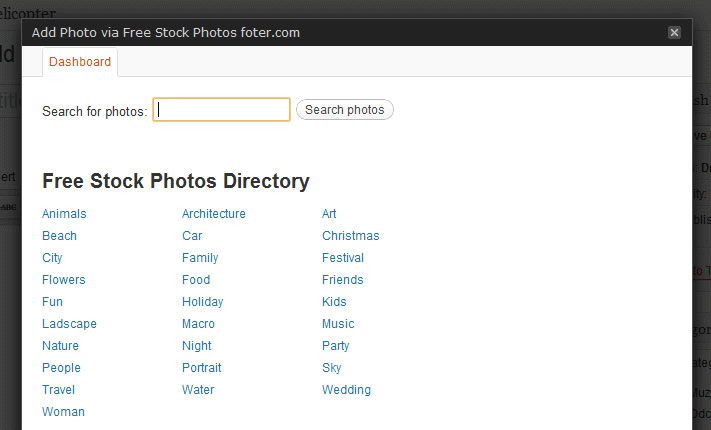 elicopter
Add Photo via Free Stock Photos foter.com
Dashboard
Search for photos: Search photos
Free Stock Photos Directory
Animals Architecture Art
Beach Car Christmas
City Family Festival
Flowers Food Friends
Fun Holiday Kids
Ladscape Macro Music
Nature Night Party
People Portrait Sky
Travel Water Wedding
Woman